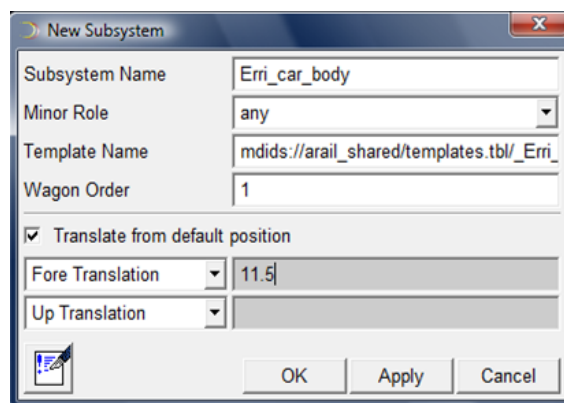 New Subsystem
Subsystem Name Erri_car_body
Minor Role any
Template Name mdids://arail_shared/templates.tbl/_Erri_
Wagon Order 1
Translate from default position
Fore Translation 11.5
Up Translation
OK Apply Cancel